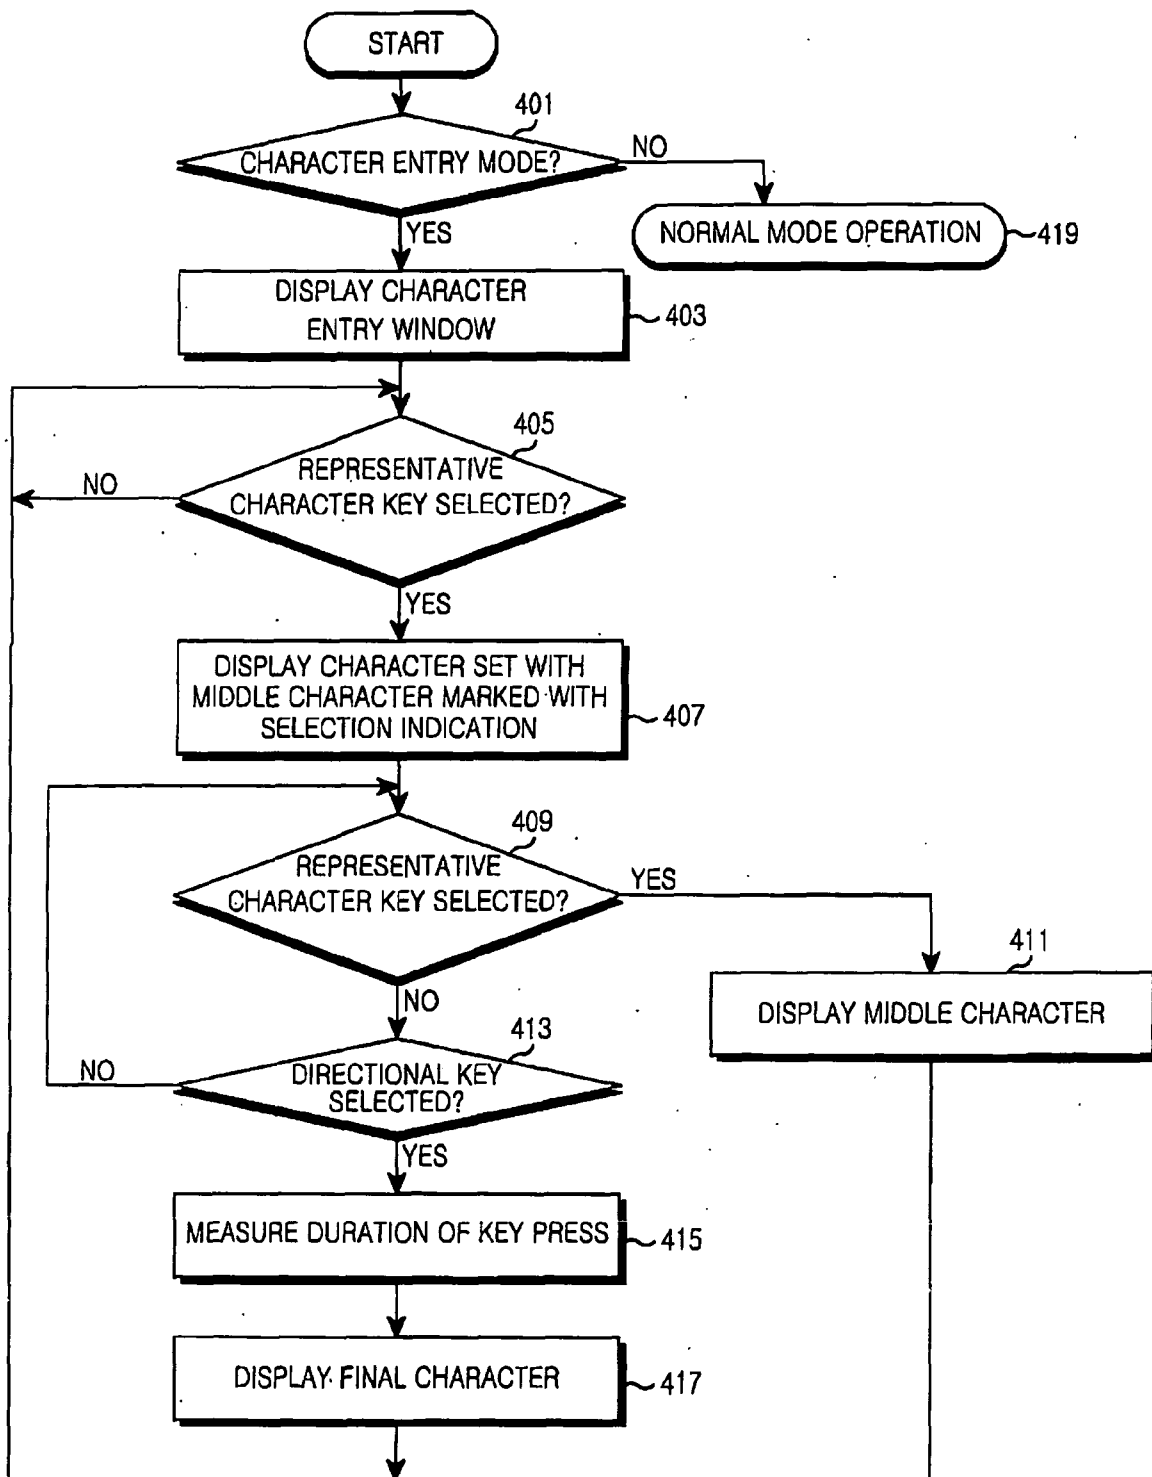 START
401
CHARACTER ENTRY MODE?
NO
YES
NORMAL MODE OPERATION
419
DISPLAY CHARACTER
ENTRY WINDOW
403
405
REPRESENTATIVE
CHARACTER KEY SELECTED?
NO
YES
DISPLAY CHARACTER SET WITH
MIDDLE CHARACTER MARKED WITH
SELECTION INDICATION
407
409
REPRESENTATIVE
CHARACTER KEY SELECTED?
YES
NO
411
DISPLAY MIDDLE CHARACTER
413
DIRECTIONAL KEY
SELECTED?
NO
YES
MEASURE DURATION OF KEY PRESS
415
DISPLAY FINAL CHARACTER
417